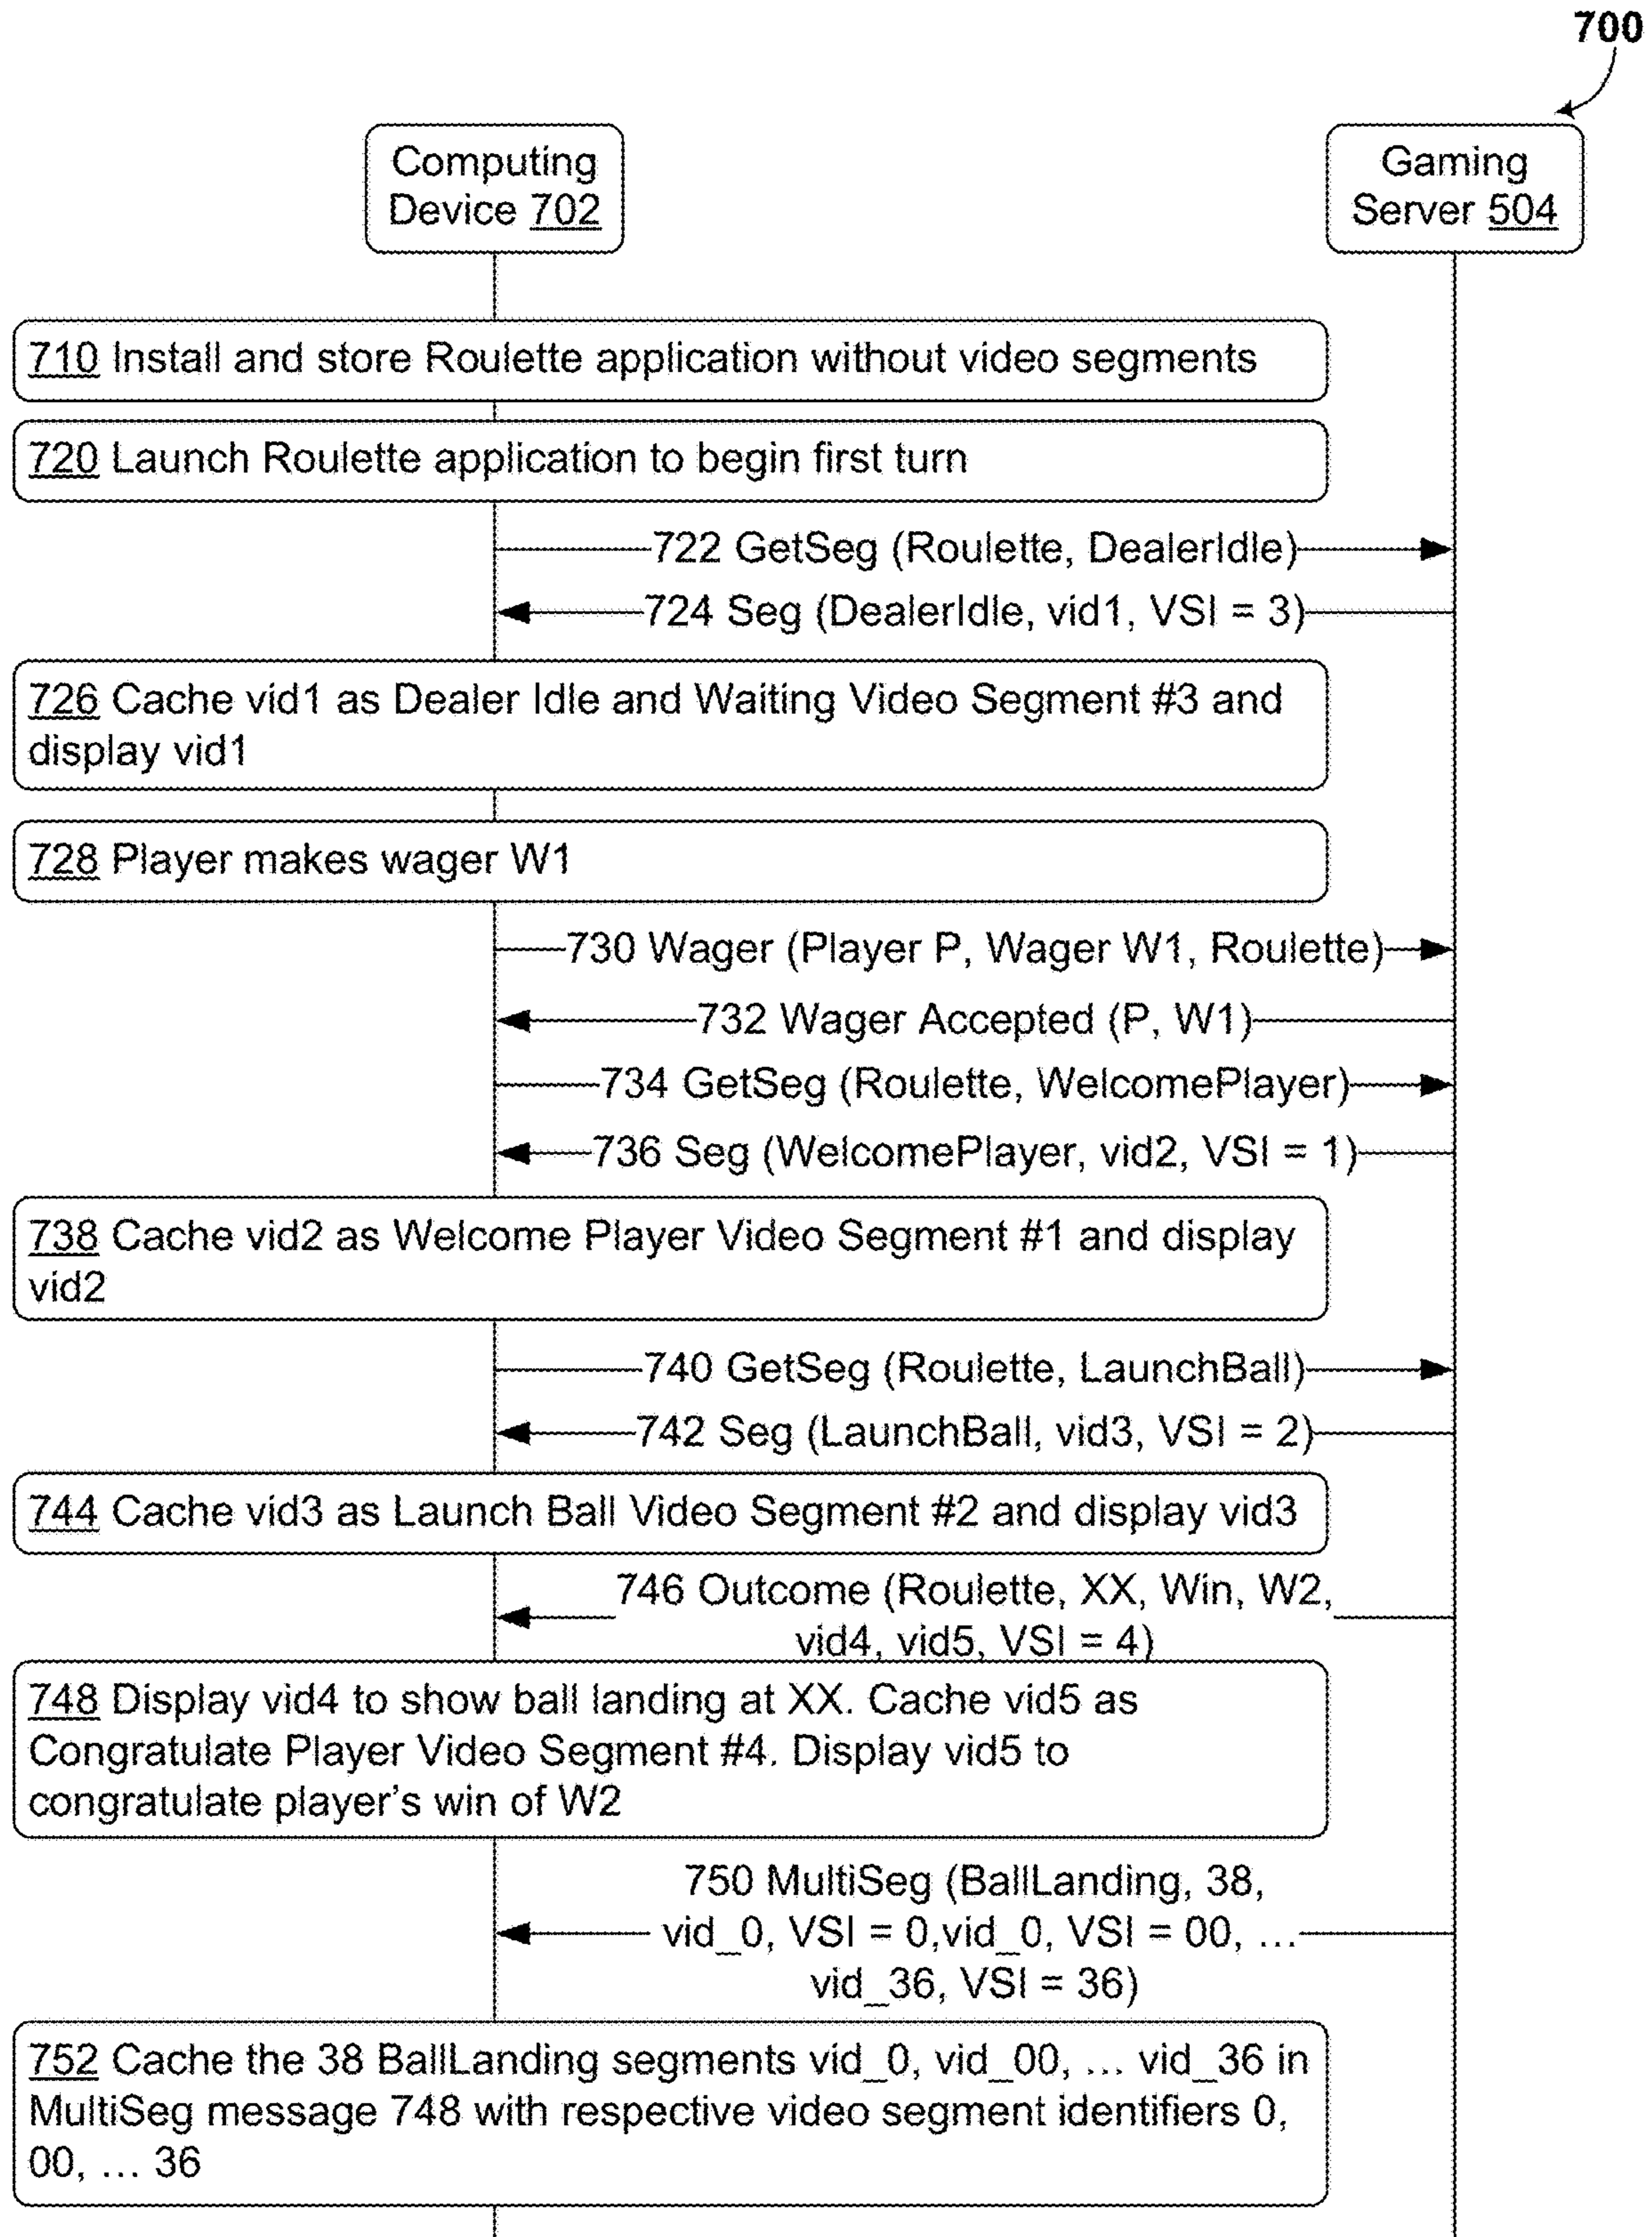 700
Computing
Device 702
Gaming
Server 504
710 Install and store Roulette application without video segments
720 Launch Roulette application to begin first turn
722 GetSeg (Roulette, DealerIdle)
724 Seg (DealerIdle, vid1, VSI = 3)
726 Cache vid1 as Dealer Idle and Waiting Video Segment #3 and
display vid1
728 Player makes wager W1
730 Wager (Player P, Wager W1, Roulette)
732 Wager Accepted (P, W1)
734 GetSeg (Roulette, WelcomePlayer)
736 Seg (WelcomePlayer, vid2, VSI = 1)
738 Cache vid2 as Welcome Player Video Segment #1 and display
vid2
740 GetSeg (Roulette, LaunchBall)
742 Seg (LaunchBall, vid3, VSI = 2)
744 Cache vid3 as Launch Ball Video Segment #2 and display vid3
746 Outcome (Roulette, XX, Win, W2,
vid4, vid5, VSI = 4)
748 Display vid4 to show ball landing at XX. Cache vid5 as
Congratulate Player Video Segment #4. Display vid5 to
congratulate player's win of W2
750 MultiSeg (BallLanding, 38,
vid_0, VSI = 0,vid_0, VSI = 00, ...
vid_36, VSI = 36)
752 Cache the 38 BallLanding segments vid_0, vid_00, ... vid_36 in
MultiSeg message 748 with respective video segment identifiers 0,
00, ... 36